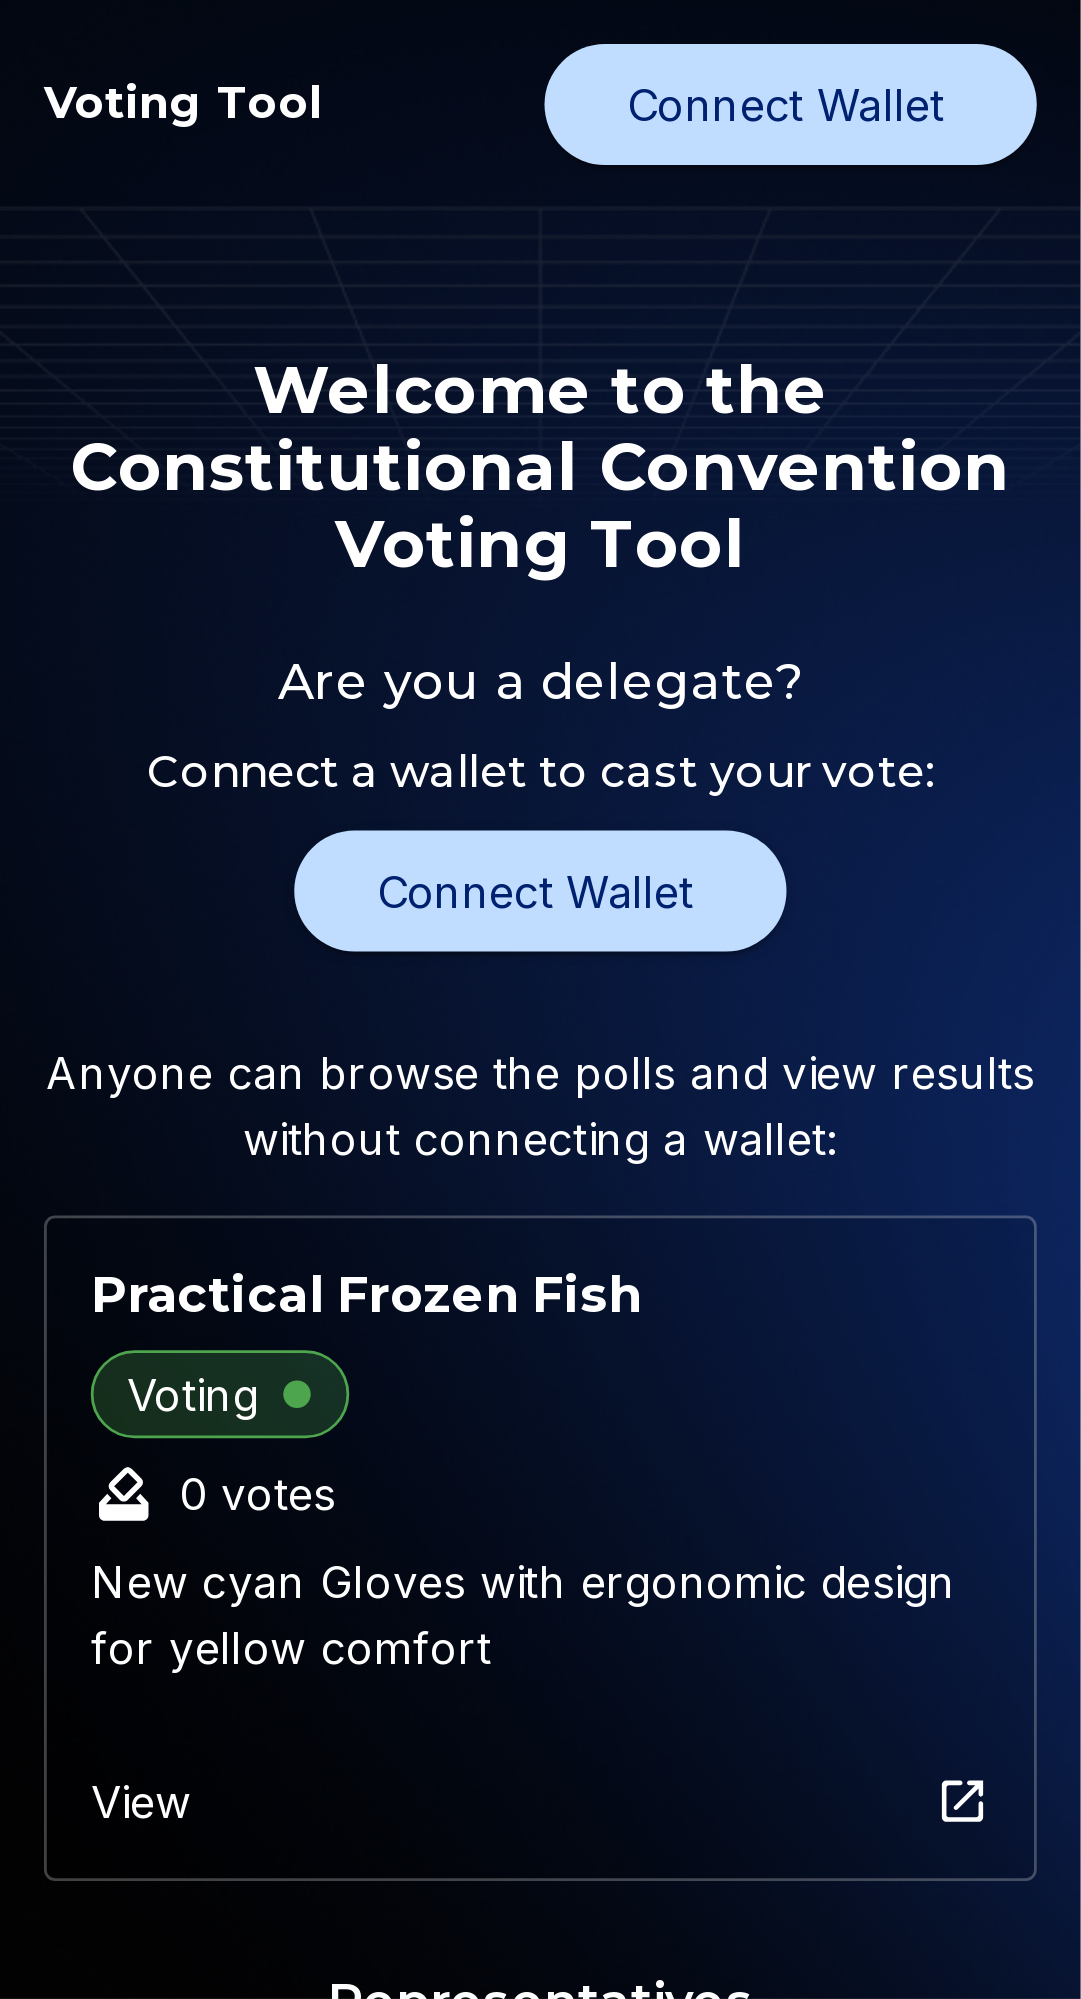 Voting Tool
Connect Wallet
Welcome to the
Constitutional Convention
Voting Tool
Are you a delegate?
Connect a wallet to cast your vote:
Connect Wallet
Anyone can browse the polls and view results
without connecting a wallet:
Practical Frozen Fish
Voting
0 votes
New cyan Gloves with ergonomic design
for yellow comfort
View
Representatives